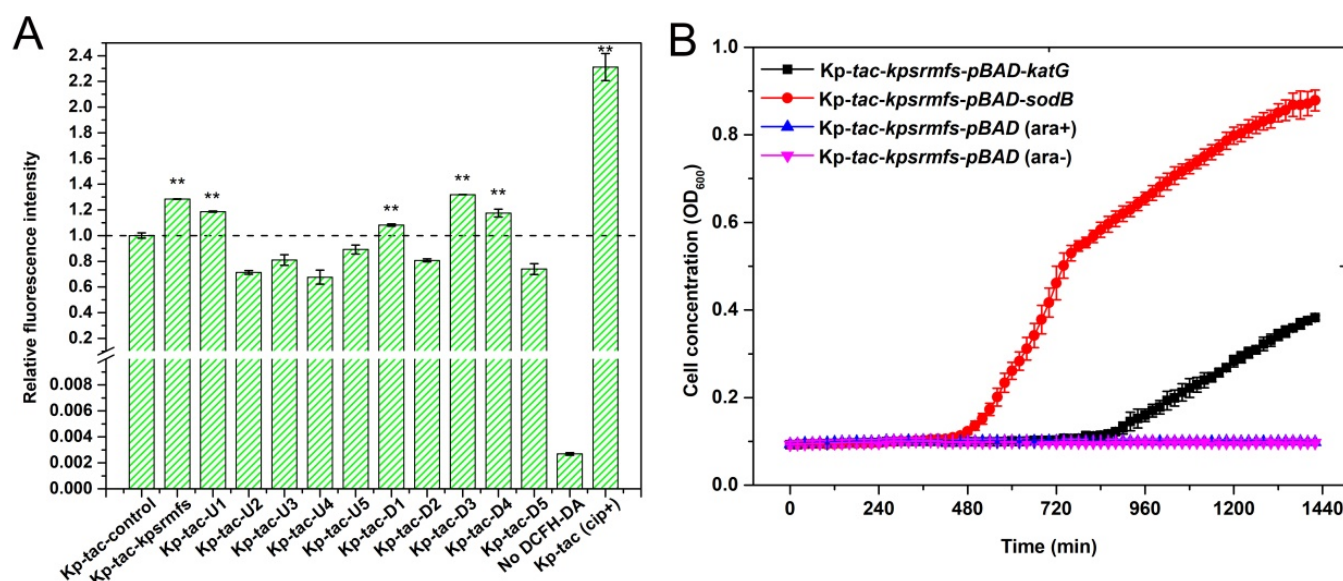 A
Relative fluorescence intensity
2.4
2.2
2.0
1.8
1.6
1.4
1.2
1.0
0.8
0.6
0.4
0.2
0.008
0.006
0.004
0.002
0.000
**
**
**
**
**
**
Kp-tac-control
Kp-tac-kpsrmfs
Kp-tac-U1
Kp-tac-U2
Kp-tac-U3
Kp-tac-U4
Kp-tac-U5
Kp-tac-D1
Kp-tac-D2
Kp-tac-D3
Kp-tac-D4
Kp-tac-D5
No DCFH-DA
Kp-tac (cip+)
B
Cell concentration (OD600)
1.0
0.8
0.6
0.4
0.2
0.0
Kp-tac-kpsrmfs-pBAD-katG
Kp-tac-kpsrmfs-pBAD-sodB
Kp-tac-kpsrmfs-pBAD (ara+)
Kp-tac-kpsrmfs-pBAD (ara-)
0 240 480 720 960 1200 1440
Time (min)